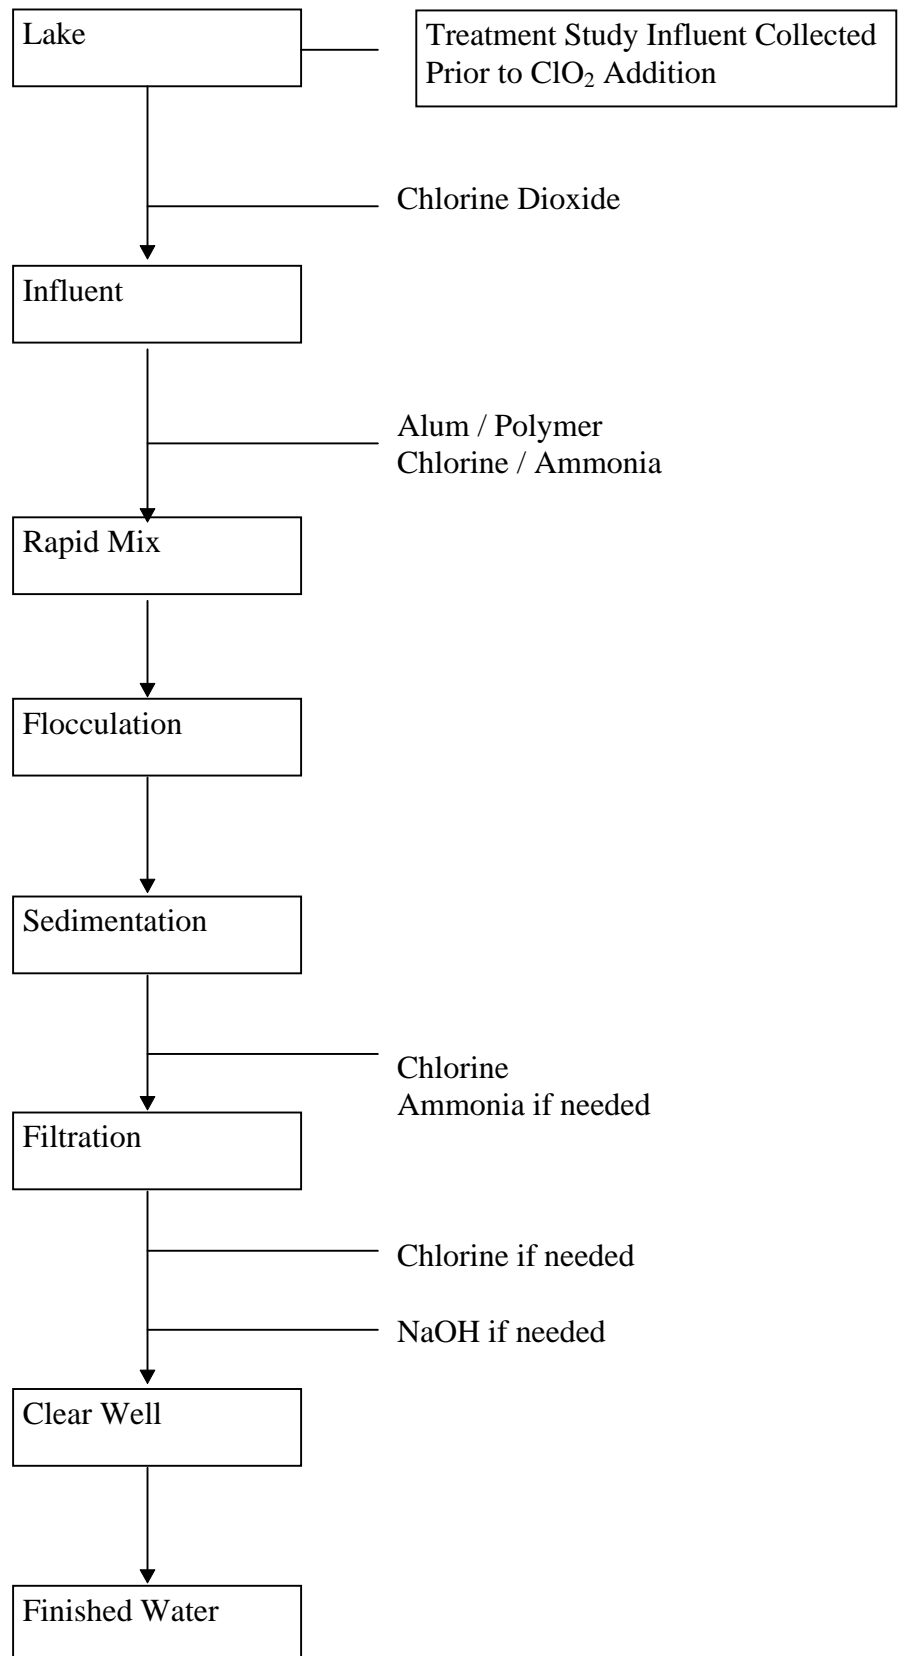 Lake
Treatment Study Influent Collected
Prior to ClO₂ Addition
Chlorine Dioxide
Influent
Alum / Polymer
Chlorine / Ammonia
Rapid Mix
Flocculation
Sedimentation
Chlorine
Ammonia if needed
Filtration
Chlorine if needed
NaOH if needed
Clear Well
Finished Water